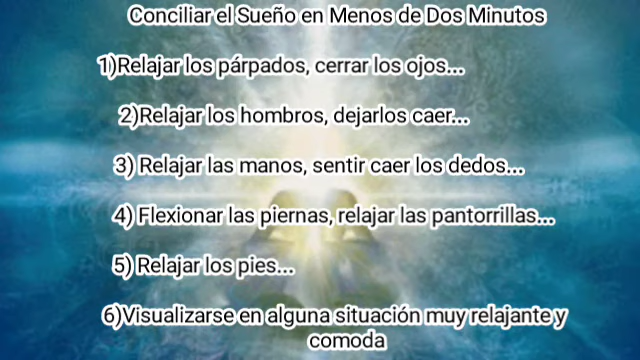 Conciliar el Sueño en Menos de Dos Minutos
1)Relajar los párpados, cerrar los ojos...
2)Relajar los hombros, dejarlos caer...
3) Relajar las manos, sentir caer los dedos...
4) Flexionar las piernas, relajar las pantorrillas...
5) Relajar los pies...
6)Visualizarse en alguna situación muy relajante y
comoda